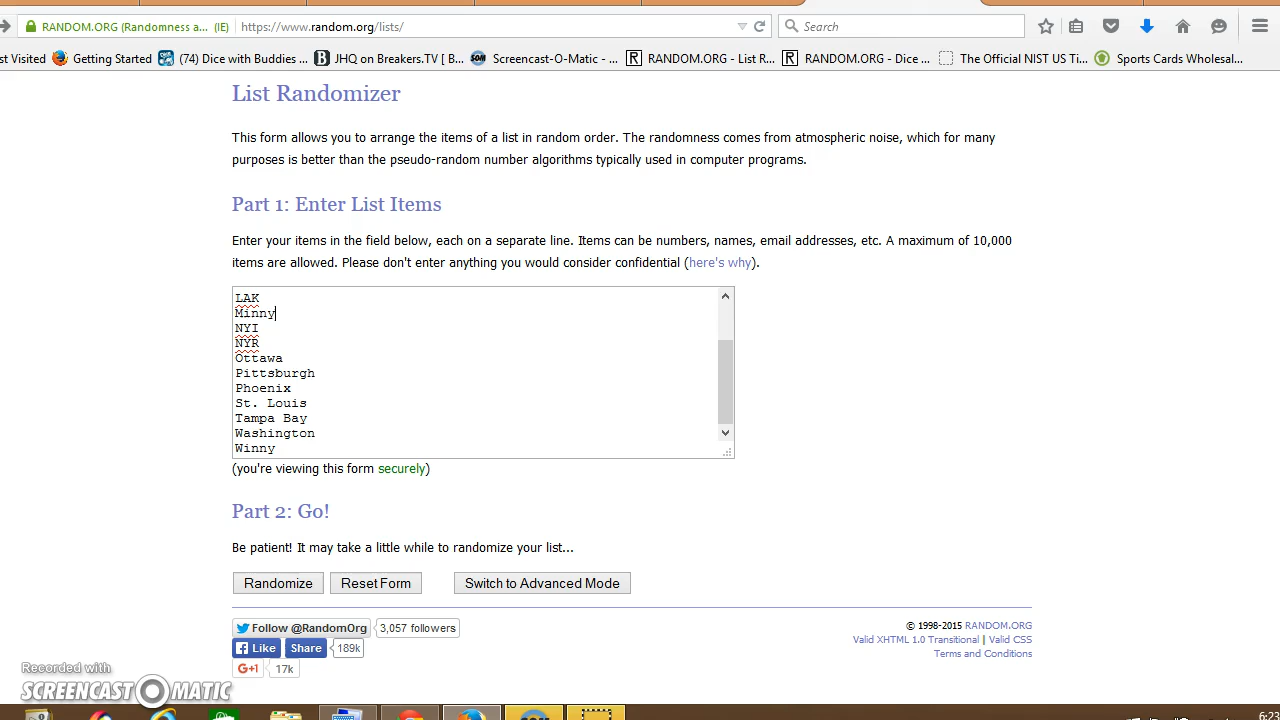 RANDOM.ORG (Randomness a... (IE) https://www.random.org/lists/ Search
st Visited Getting Started (74) Dice with Buddies ... JHQ on Breakers.TV [ B... Screencast-O-Matic - ... RANDOM.ORG - List R... RANDOM.ORG - Dice ... The Official NIST US Ti... Sports Cards Wholesal...
List Randomizer
This form allows you to arrange the items of a list in random order. The randomness comes from atmospheric noise, which for many
purposes is better than the pseudo-random number algorithms typically used in computer programs.
Part 1: Enter List Items
Enter your items in the field below, each on a separate line. Items can be numbers, names, email addresses, etc. A maximum of 10,000
items are allowed. Please don't enter anything you would consider confidential (here's why).
LAK
Minny
NYI
NYR
Ottawa
Pittsburgh
Phoenix
St. Louis
Tampa Bay
Washington
Winny
(you're viewing this form securely)
Part 2: Go!
Be patient! It may take a little while to randomize your list...
Randomize Reset Form Switch to Advanced Mode
Follow @RandomOrg 3,057 followers
Like Share 189k
G+1 17k
© 1998-2015 RANDOM.ORG
Valid XHTML 1.0 Transitional | Valid CSS
Terms and Conditions
Recorded with
SCREENCAST-O-MATIC
6:23